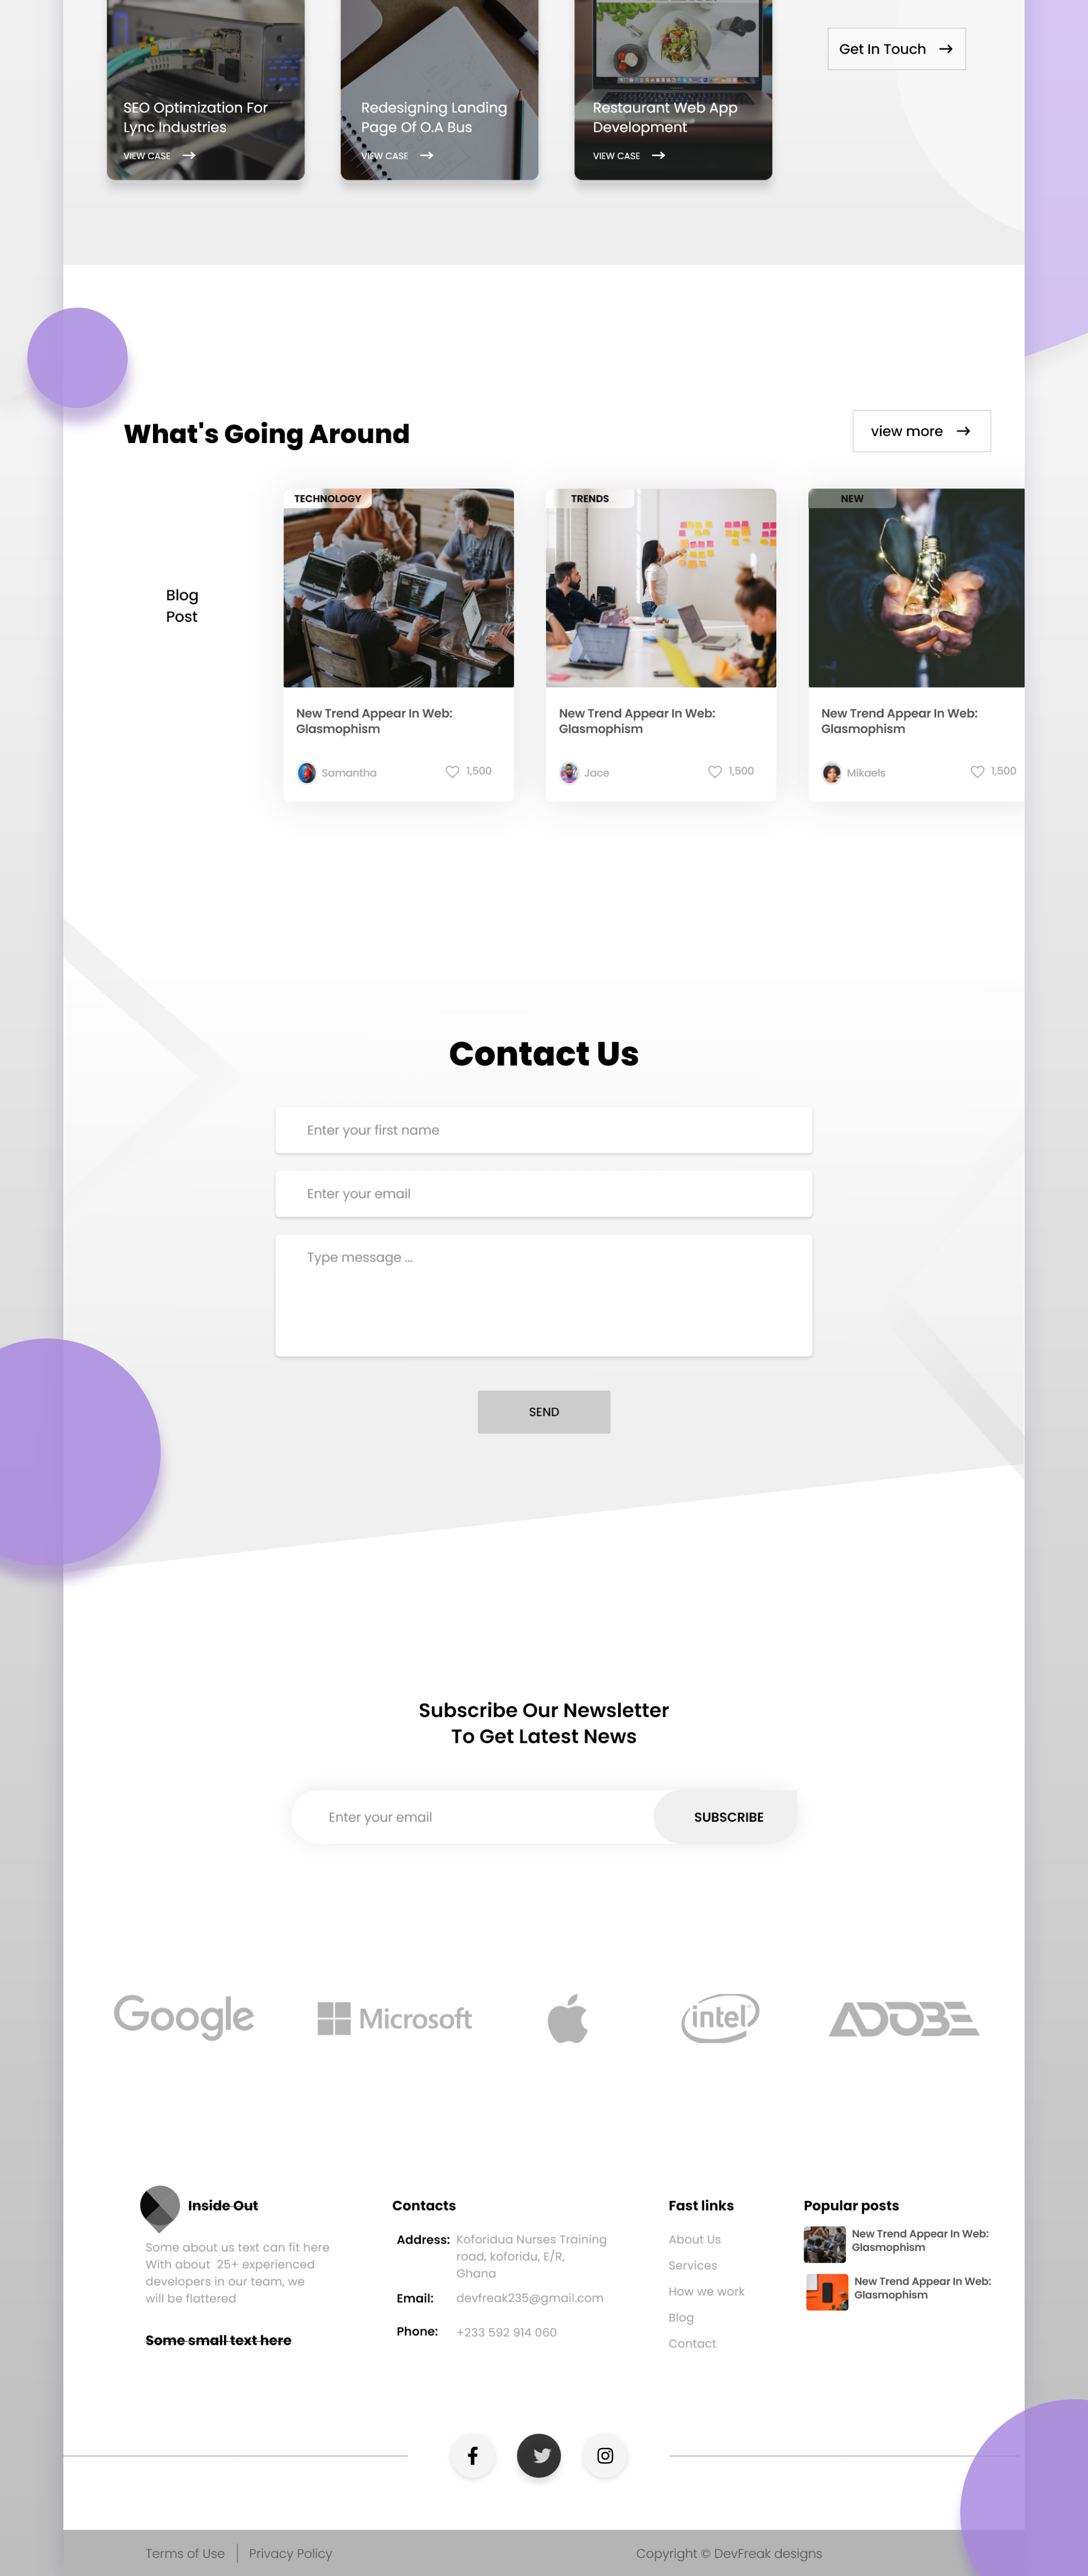 Get In Touch
SEO Optimization For
Lync Industries
VIEW CASE
Redesigning Landing
Page Of O.A Bus
VIEW CASE
Restaurant Web App
Development
VIEW CASE
What's Going Around
view more
Blog
Post
TECHNOLOGY
New Trend Appear In Web:
Glasmophism
Samantha
1,500
TRENDS
New Trend Appear In Web:
Glasmophism
Jace
1,500
NEW
New Trend Appear In Web:
Glasmophism
Mikaels
1,500
Contact Us
Enter your first name
Enter your email
Type message ...
SEND
Subscribe Our Newsletter
To Get Latest News
Enter your email
SUBSCRIBE
Google
Microsoft
intel
ADOBE
Inside Out
Some about us text can fit here
With about 25+ experienced
developers in our team, we
will be flattered
Some small text here
Contacts
Address: Koforidua Nurses Training
road, koforidu, E/R,
Ghana
Email: devfreak235@gmail.com
Phone: +233 592 914 060
Fast links
About Us
Services
How we work
Blog
Contact
Popular posts
New Trend Appear In Web:
Glasmophism
New Trend Appear In Web:
Glasmophism
Terms of Use
Privacy Policy
Copyright © DevFreak designs